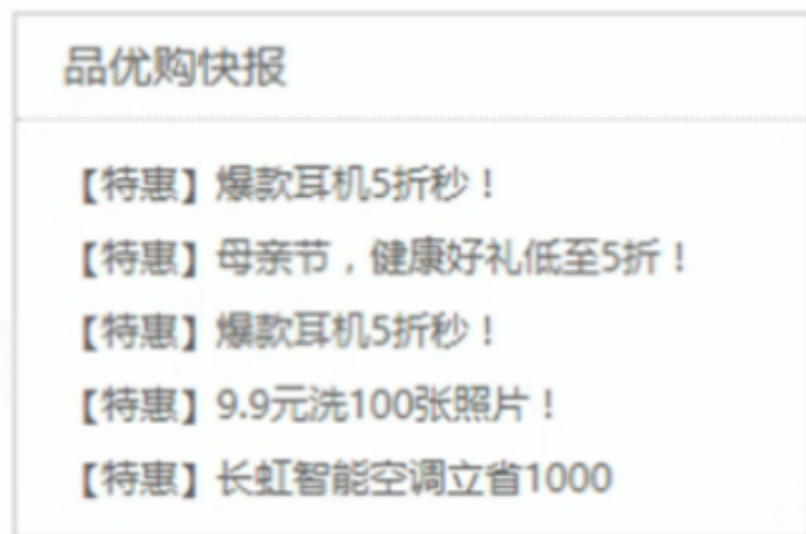 品优购快报
【特惠】爆款耳机5折秒！
【特惠】母亲节，健康好礼低至5折！
【特惠】爆款耳机5折秒！
【特惠】9.9元洗100张照片！
【特惠】长虹智能空调立省1000